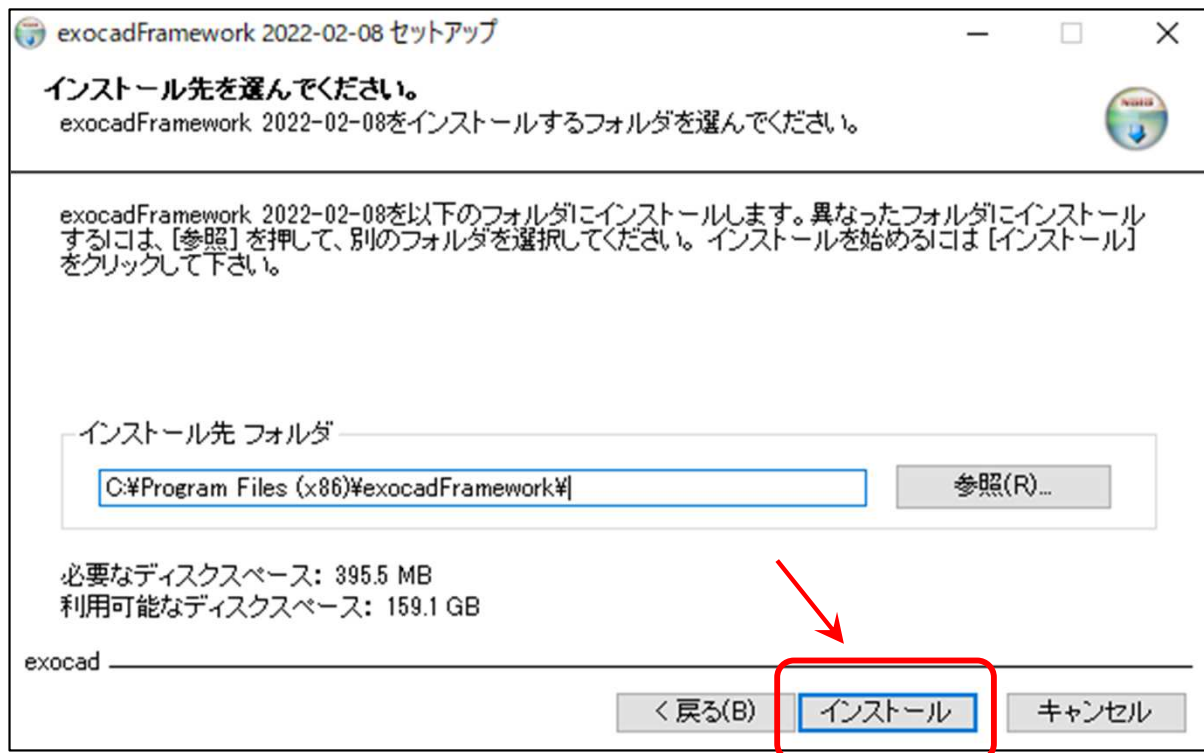 exocadFramework 2022-02-08 セットアップ
インストール先を選んでください。
exocadFramework 2022-02-08をインストールするフォルダを選んでください。
exocadFramework 2022-02-08を以下のフォルダにインストールします。異なったフォルダにインストール
するには、[参照] を押して、別のフォルダを選択してください。 インストールを始めるには [インストール]
をクリックして下さい。
インストール先 フォルダ
C:¥Program Files (x86)¥exocadFramework¥
参照(R)...
必要なディスクスペース: 395.5 MB
利用可能なディスクスペース: 159.1 GB
exocad
< 戻る(B) インストール キャンセル